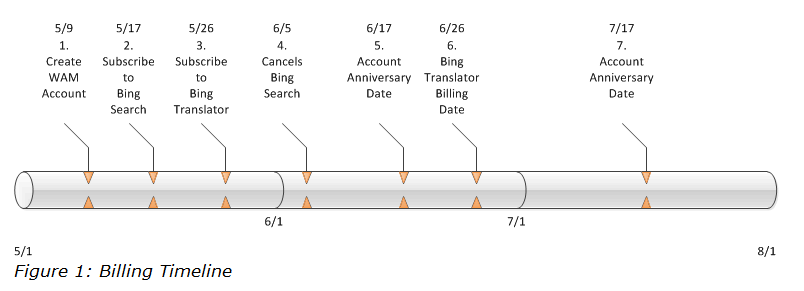 5/9
1.
Create
WAM
Account
5/17
2.
Subscribe
to
Bing
Search
5/26
3.
Subscribe
to
Bing
Translator
6/5
4.
Cancels
Bing
Search
6/17
5.
Account
Anniversary
Date
6/26
6.
Bing
Translator
Billing
Date
7/17
7.
Account
Anniversary
Date
6/1
7/1
5/1
8/1
Figure 1: Billing Timeline